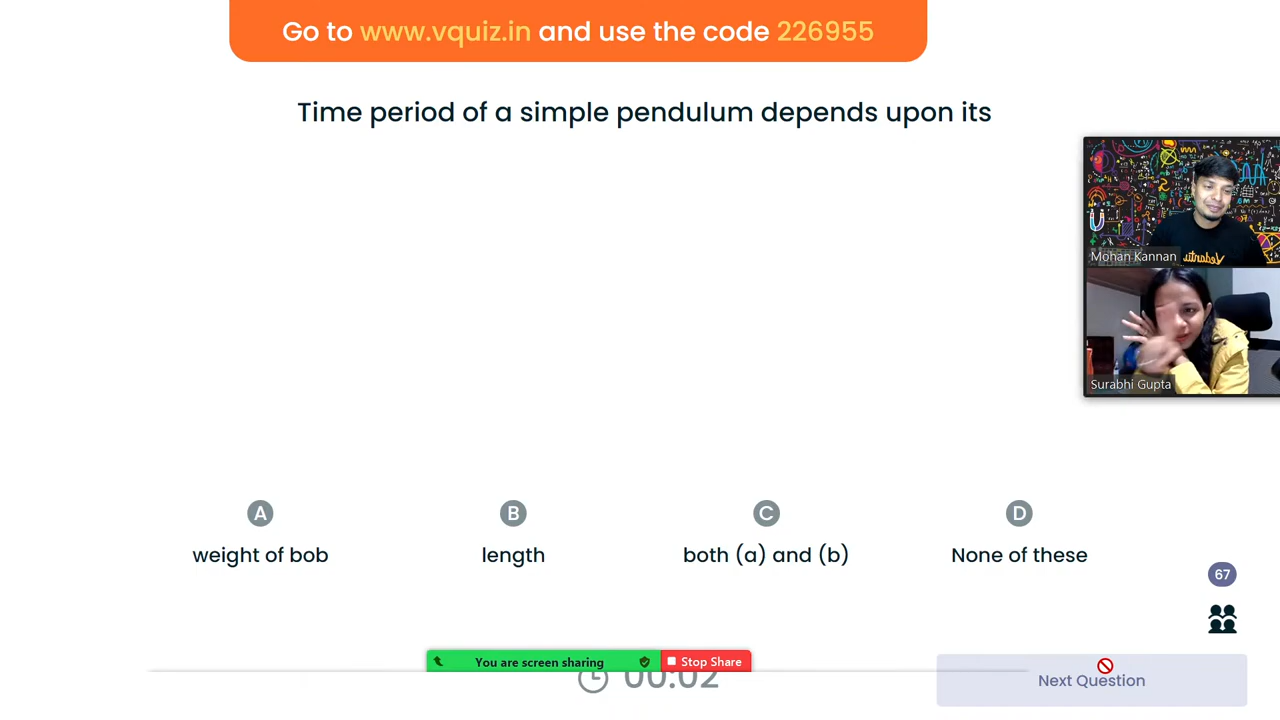 Go to www.vquiz.in and use the code 226955
Time period of a simple pendulum depends upon its
Mohan Kannan
Surabhi Gupta
A
B
C
D
weight of bob
length
both (a) and (b)
None of these
67
You are screen sharing
Stop Share
00:02
Next Question